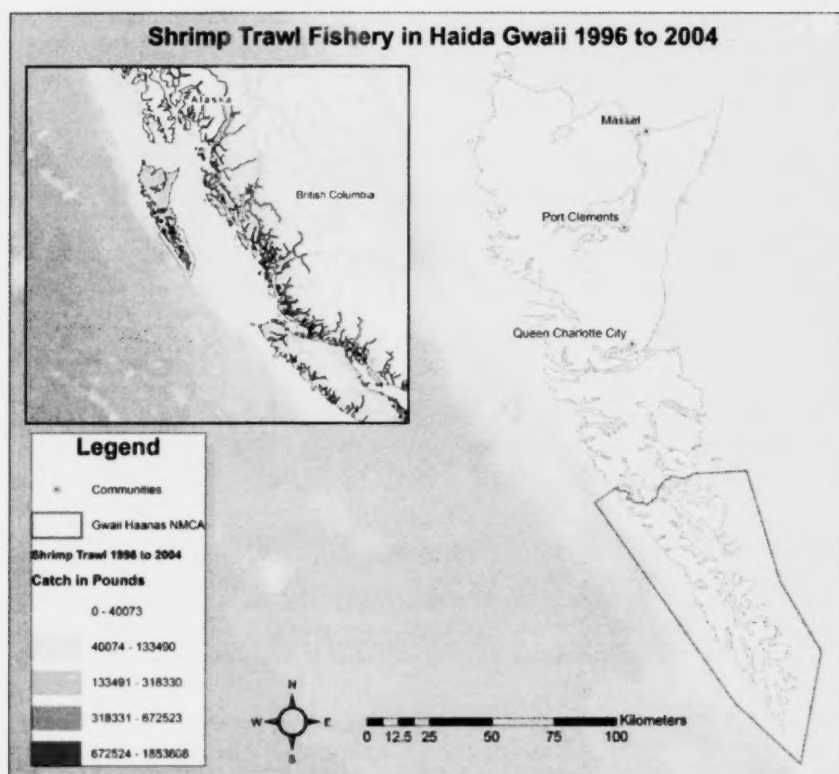 Shrimp Trawl Fishery in Haida Gwaii 1996 to 2004
Alaska
British Columbia
Masset
Port Clements
Queen Charlotte City
Legend
Communities
Gwaii Haanas NMCA
Shrimp Trawl 1996 to 2004
Catch in Pounds
0 - 40073
40074 - 133490
133491 - 318330
318331 - 672523
672524 - 1853608
N
W E
S
Kilometers
0 12.5 25 50 75 100